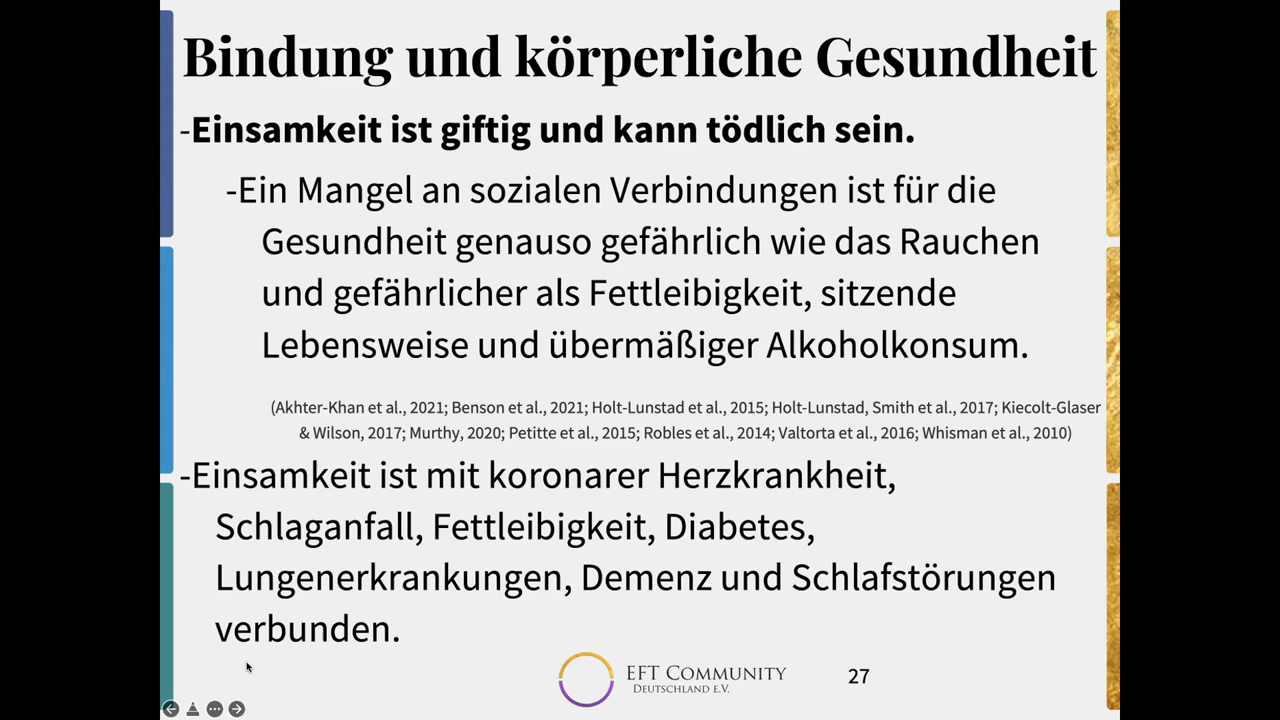 Bindung und körperliche Gesundheit
-Einsamkeit ist giftig und kann tödlich sein.
-Ein Mangel an sozialen Verbindungen ist für die
Gesundheit genauso gefährlich wie das Rauchen
und gefährlicher als Fettleibigkeit, sitzende
Lebensweise und übermäßiger Alkoholkonsum.
(Akhter-Khan et al., 2021; Benson et al., 2021; Holt-Lunstad et al., 2015; Holt-Lunstad, Smith et al., 2017; Kiecolt-Glaser
& Wilson, 2017; Murthy, 2020; Petitte et al., 2015; Robles et al., 2014; Valtorta et al., 2016; Whisman et al., 2010)
-Einsamkeit ist mit koronarer Herzkrankheit,
Schlaganfall, Fettleibigkeit, Diabetes,
Lungenerkrankungen, Demenz und Schlafstörungen
verbunden.
EFT Community
Deutschland e.V.
27